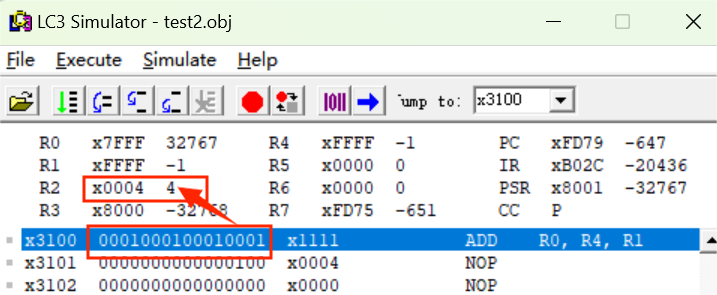 LC3 Simulator - test2.obj
File Execute Simulate Help
Jump to: x3100
R0 x7FFF 32767 R4 xFFFF -1 PC xFD79 -647
R1 xFFFF -1 R5 x0000 0 IR xB02C -20436
R2 x0004 4 R6 x0000 0 PSR x8001 -32767
R3 x8000 -32768 R7 xFD75 -651 CC P
x3100 0001000100010001 x1111 ADD R0, R4, R1
x3101 0000000000000100 x0004 NOP
x3102 0000000000000000 x0000 NOP